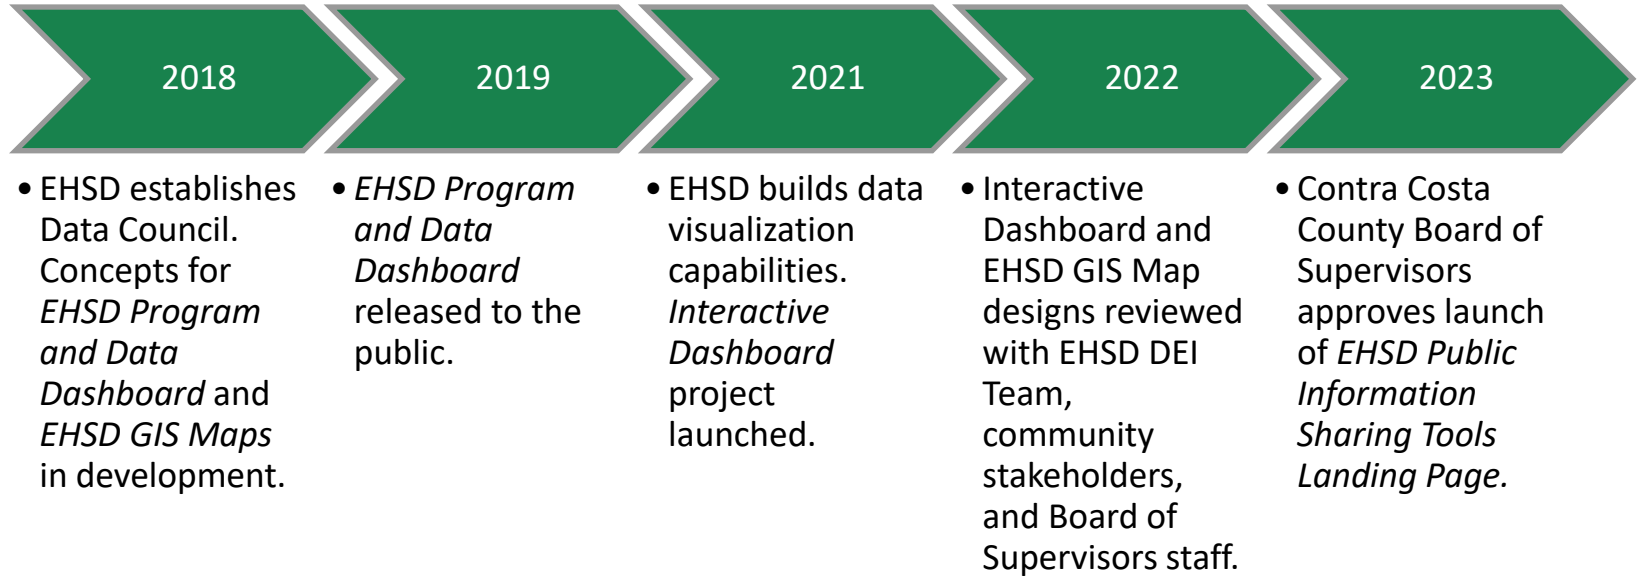 2018
2019
2021
2022
2023
• EHSD establishes
Data Council.
Concepts for
EHSD Program
and Data
Dashboard and
EHSD GIS Maps
in development.
• EHSD Program
and Data
Dashboard
released to the
public.
• EHSD builds data
visualization
capabilities.
Interactive
Dashboard
project
launched.
• Interactive
Dashboard and
EHSD GIS Map
designs reviewed
with EHSD DEI
Team,
community
stakeholders,
and Board of
Supervisors staff.
• Contra Costa
County Board of
Supervisors
approves launch
of EHSD Public
Information
Sharing Tools
Landing Page.